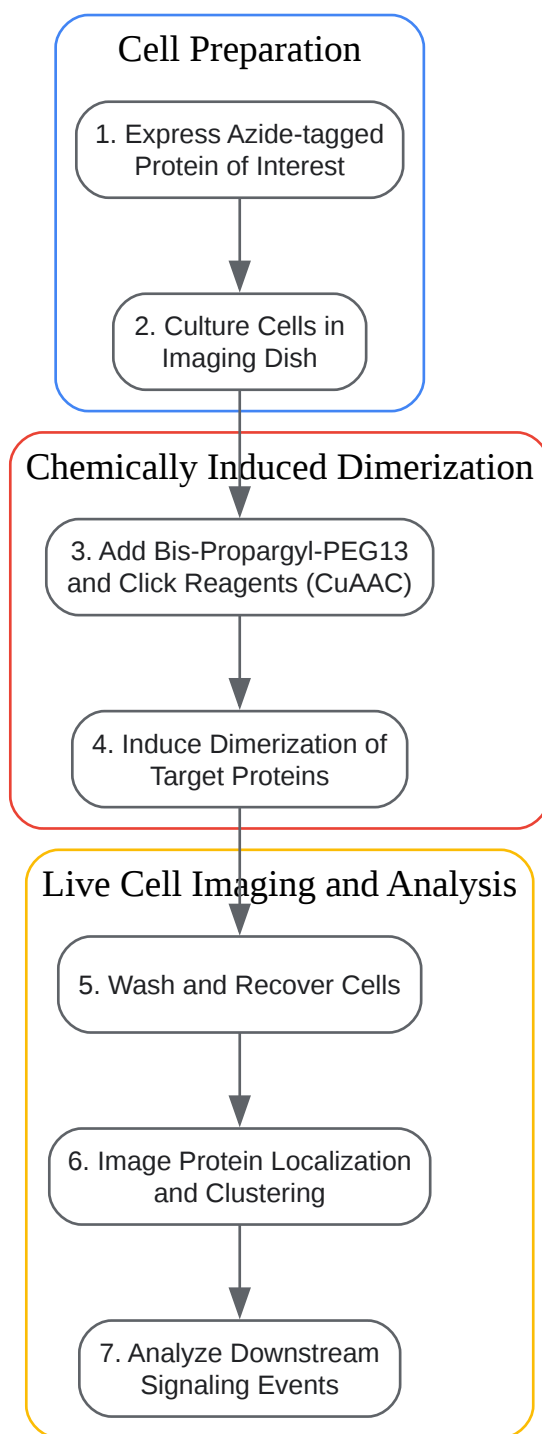 Cell Preparation
1. Express Azide-tagged
Protein of Interest
2. Culture Cells in
Imaging Dish
Chemically Induced Dimerization
3. Add Bis-Propargyl-PEG13
and Click Reagents (CuAAC)
4. Induce Dimerization of
Target Proteins
Live Cell Imaging and Analysis
5. Wash and Recover Cells
6. Image Protein Localization
and Clustering
7. Analyze Downstream
Signaling Events